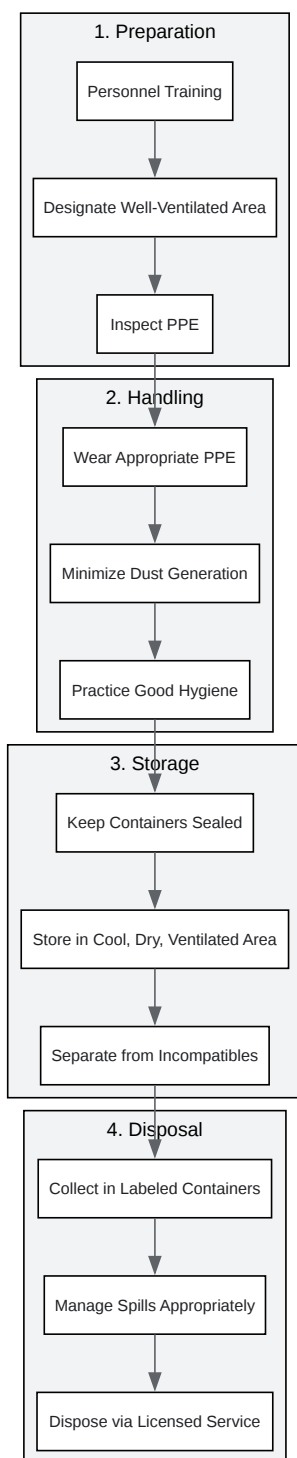 1. Preparation
Personnel Training
Designate Well-Ventilated Area
Inspect PPE
2. Handling
Wear Appropriate PPE
Minimize Dust Generation
Practice Good Hygiene
3. Storage
Keep Containers Sealed
Store in Cool, Dry, Ventilated Area
Separate from Incompatibles
4. Disposal
Collect in Labeled Containers
Manage Spills Appropriately
Dispose via Licensed Service